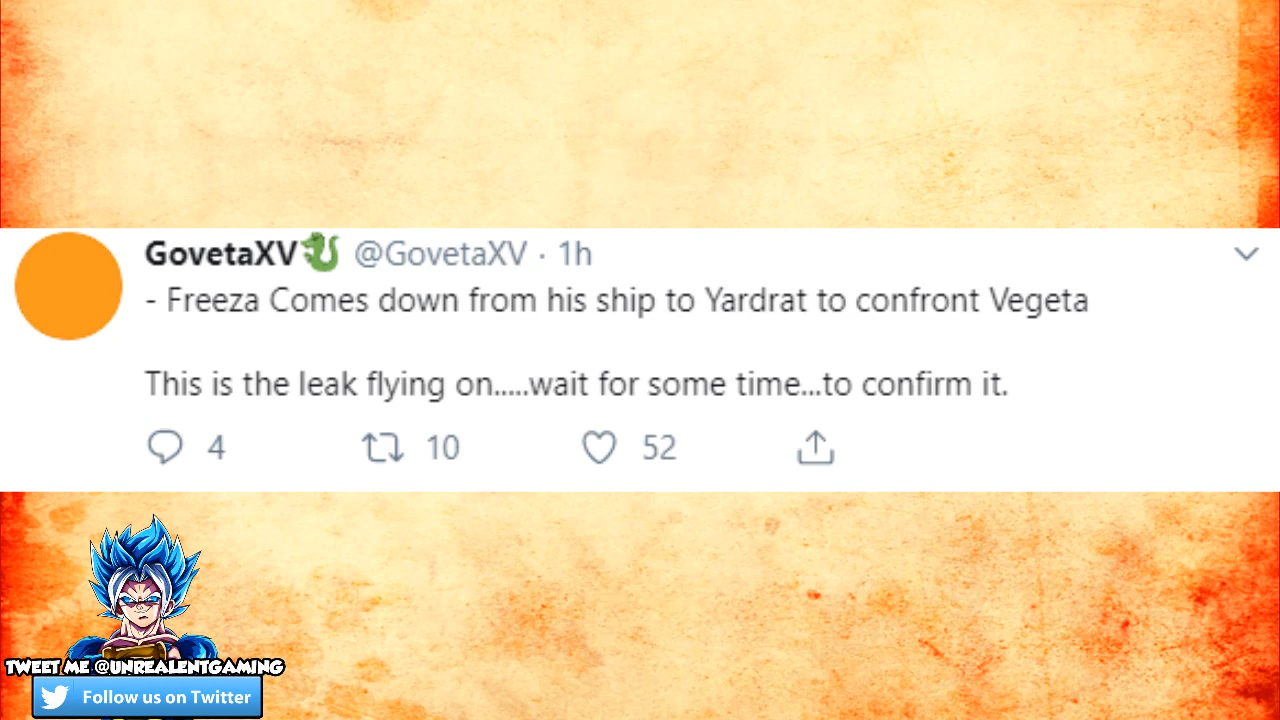 GovetaXV🐉 @GovetaXV · 1h
- Freeza Comes down from his ship to Yardrat to confront Vegeta
This is the leak flying on.....wait for some time...to confirm it.
4 10 52
TWEET ME @UNREALENTGAMING
Follow us on Twitter